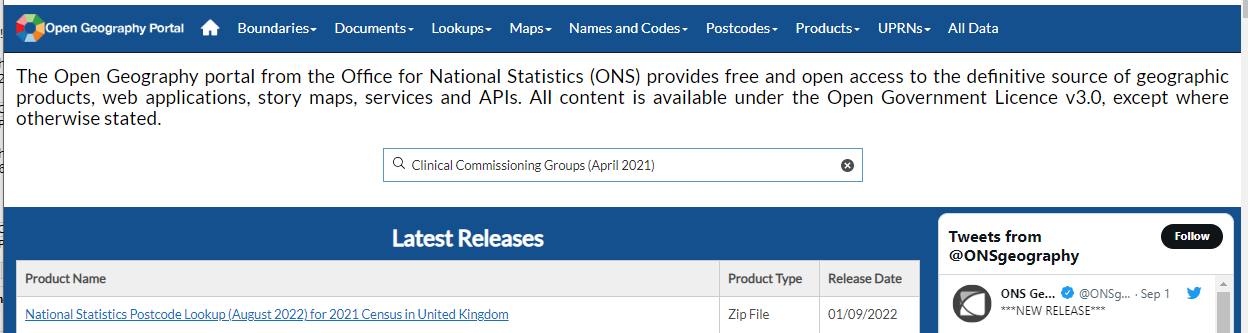 Open Geography Portal Boundaries Documents Lookups Maps Names and Codes Postcodes Products UPRNs All Data
The Open Geography portal from the Office for National Statistics (ONS) provides free and open access to the definitive source of geographic
products, web applications, story maps, services and APIs. All content is available under the Open Government Licence v3.0, except where
otherwise stated.
Clinical Commissioning Groups (April 2021)
Latest Releases
Product Name Product Type Release Date
National Statistics Postcode Lookup (August 2022) for 2021 Census in United Kingdom Zip File 01/09/2022
Tweets from Follow
@ONSgeography
ONS Ge... @ONSg... · Sep 1
***NEW RELEASE***